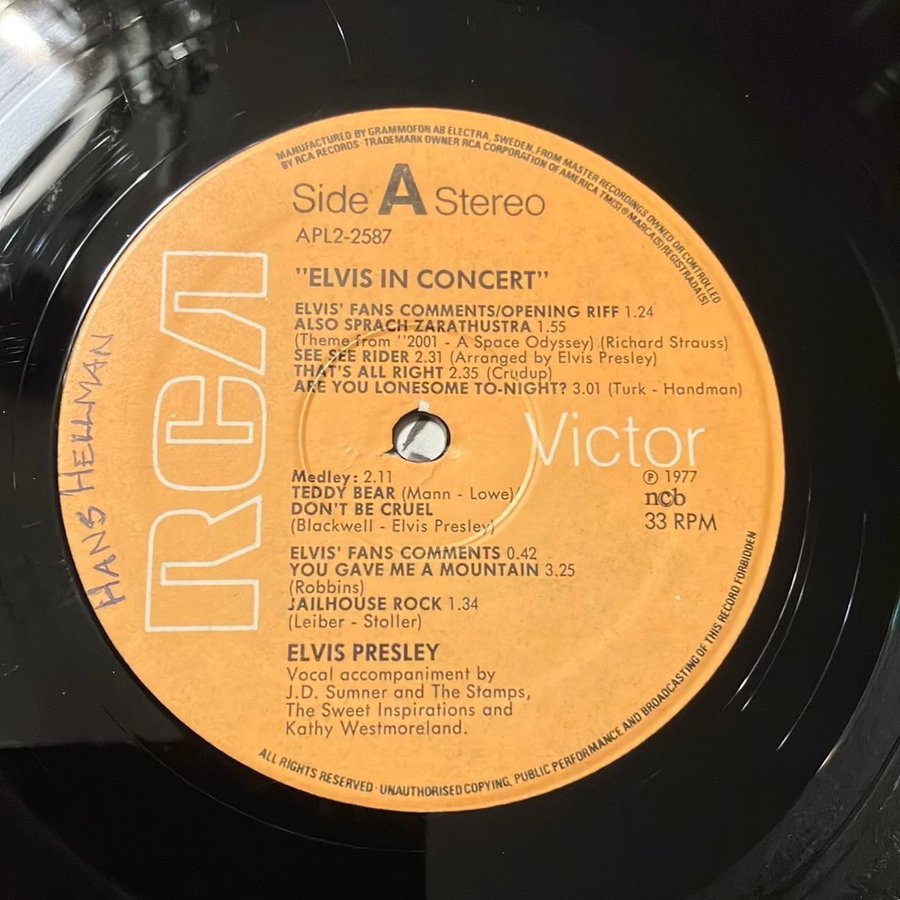 MANUFACTURED BY GRAMMOFON AB ELECTRA, SWEDEN, FROM MASTER RECORDINGS OWNED OR CONTROLLED
BY RCA RECORDS · TRADEMARK OWNER RCA CORPORATION OF AMERICA TM(S) ® MARCA(S) REGISTRADA(S)
Side A Stereo
APL2-2587
"ELVIS IN CONCERT"
ELVIS' FANS COMMENTS/OPENING RIFF 1.24
ALSO SPRACH ZARATHUSTRA 1.55
(Theme from "2001 - A Space Odyssey) (Richard Strauss)
SEE SEE RIDER 2.31 (Arranged by Elvis Presley)
THAT'S ALL RIGHT 2.35 (Crudup)
ARE YOU LONESOME TO-NIGHT? 3.01 (Turk - Handman)
RCA
Victor
HANS HELLMAN
Medley: 2.11
TEDDY BEAR (Mann - Lowe)
DON'T BE CRUEL
(Blackwell - Elvis Presley)
℗ 1977
ncb
33 RPM
ELVIS' FANS COMMENTS 0.42
YOU GAVE ME A MOUNTAIN 3.25
(Robbins)
JAILHOUSE ROCK 1.34
(Leiber - Stoller)
ELVIS PRESLEY
Vocal accompaniment by
J.D. Sumner and The Stamps,
The Sweet Inspirations and
Kathy Westmoreland.
ALL RIGHTS RESERVED · UNAUTHORISED COPYING, PUBLIC PERFORMANCE AND BROADCASTING OF THIS RECORD FORBIDDEN